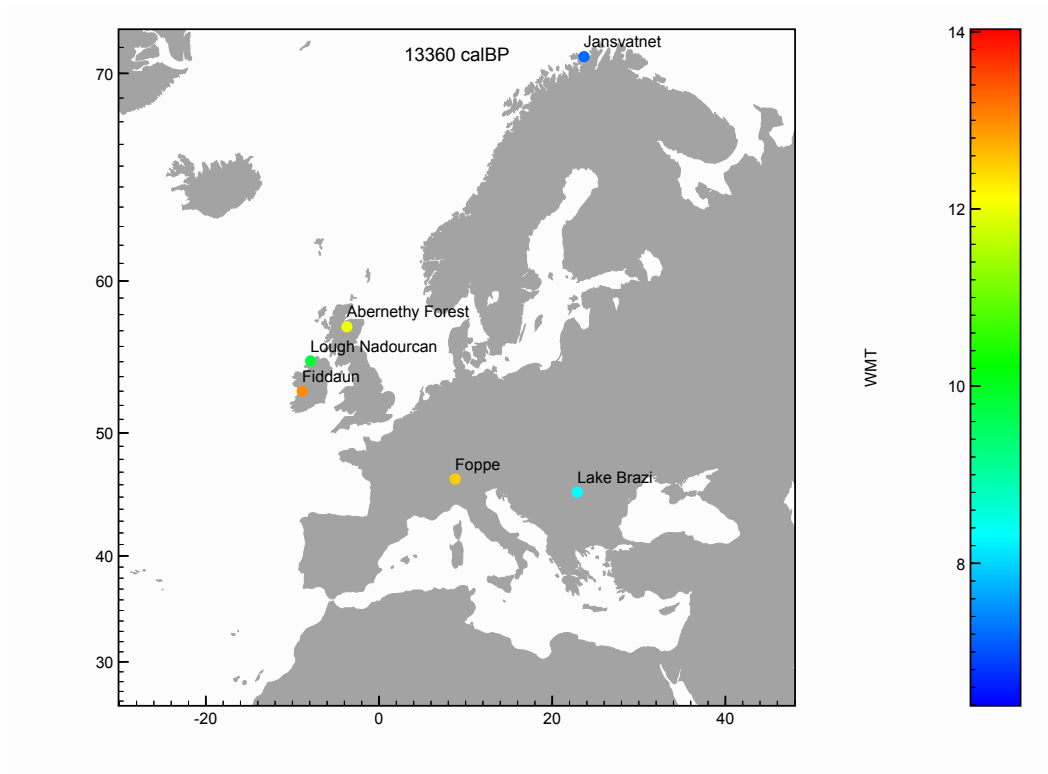 13360 calBP
Jansvatnet
Abernethy Forest
Lough Nadourcan
Fiddaun
Foppe
Lake Brazi
70
60
50
40
30
-20 0 20 40
WMT
14
12
10
8